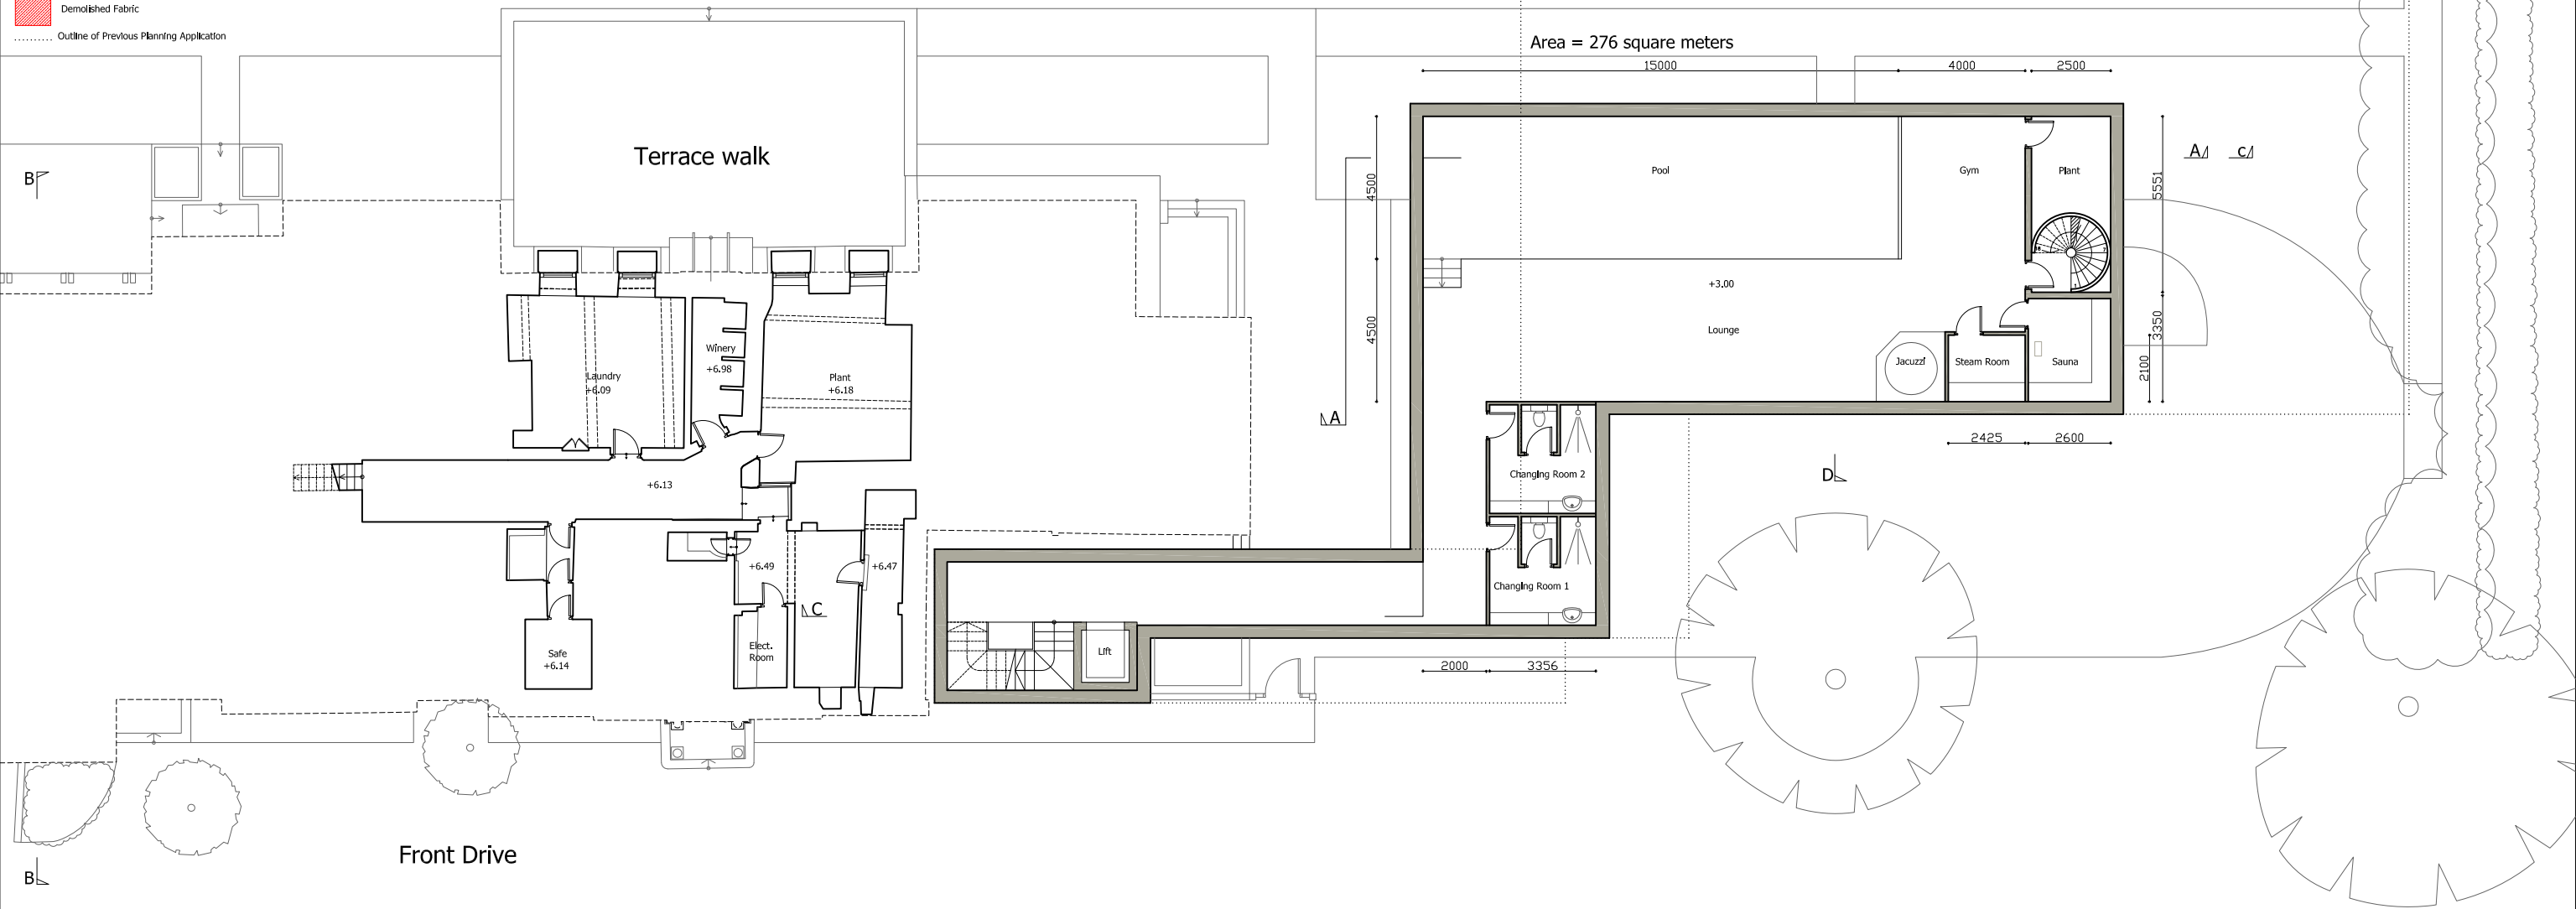 Demolished Fabric
Outline of Previous Planning Application
Area = 276 square meters
15000
4000
2500
Terrace walk
B
A
c
Pool
Gym
Plant
4500
5551
+3.00
Lounge
4500
3350
2100
Jacuzzi
Steam Room
Sauna
Winery
+6.98
Laundry
+6.09
Plant
+6.18
A
2425
2600
D
Changing Room 2
+6.13
+6.49
+6.47
Changing Room 1
C
Safe
+6.14
Elect.
Room
Lift
2000
3356
Front Drive
B